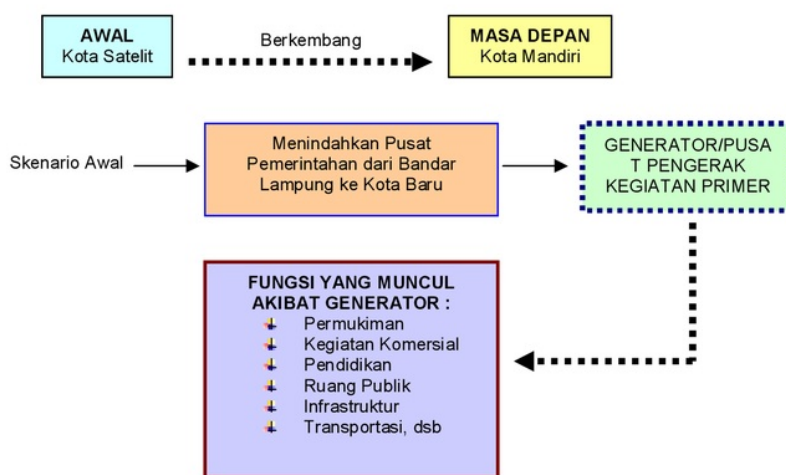 AWAL
Kota Satelit
Berkembang
MASA DEPAN
Kota Mandiri
Skenario Awal
Menindahkan Pusat
Pemerintahan dari Bandar
Lampung ke Kota Baru
GENERATOR/PUSA
T PENGERAK
KEGIATAN PRIMER
FUNGSI YANG MUNCUL
AKIBAT GENERATOR :
Permukiman
Kegiatan Komersial
Pendidikan
Ruang Publik
Infrastruktur
Transportasi, dsb